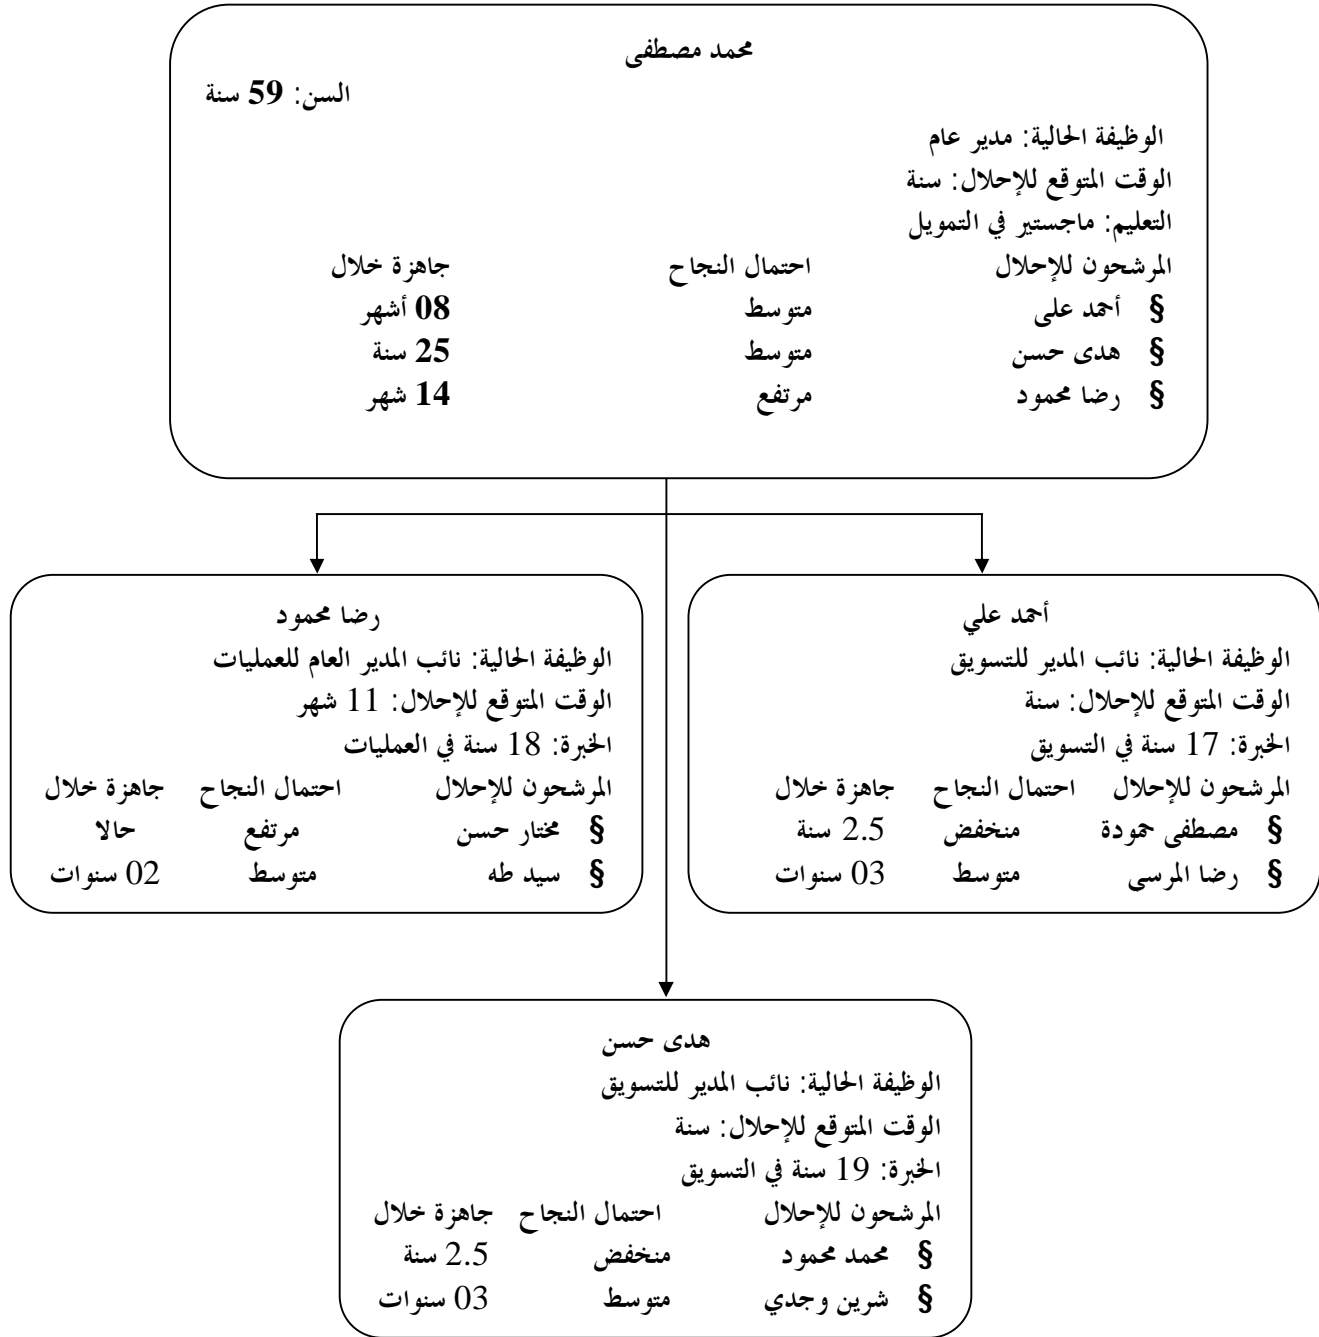 محمد مصطفى
السن: 59 سنة
الوظيفة الحالية: مدير عام
الوقت المتوقع للإحلال: سنة
التعليم: ماجستير في التمويل
المرشحون للإحلال احتمال النجاح جاهزة خلال
§ أحمد على متوسط 08 أشهر
§ هدى حسن متوسط 25 سنة
§ رضا محمود مرتفع 14 شهر
أحمد علي
الوظيفة الحالية: نائب المدير للتسويق
الوقت المتوقع للإحلال: سنة
الخبرة: 17 سنة في التسويق
المرشحون للإحلال احتمال النجاح جاهزة خلال
§ مصطفى حمودة منخفض 2.5 سنة
§ رضا المرسى متوسط 03 سنوات
رضا محمود
الوظيفة الحالية: نائب المدير العام للعمليات
الوقت المتوقع للإحلال: 11 شهر
الخبرة: 18 سنة في العمليات
المرشحون للإحلال احتمال النجاح جاهزة خلال
§ مختار حسن مرتفع حالا
§ سيد طه متوسط 02 سنوات
هدى حسن
الوظيفة الحالية: نائب المدير للتسويق
الوقت المتوقع للإحلال: سنة
الخبرة: 19 سنة في التسويق
المرشحون للإحلال احتمال النجاح جاهزة خلال
§ محمد محمود منخفض 2.5 سنة
§ شرين وجدي متوسط 03 سنوات